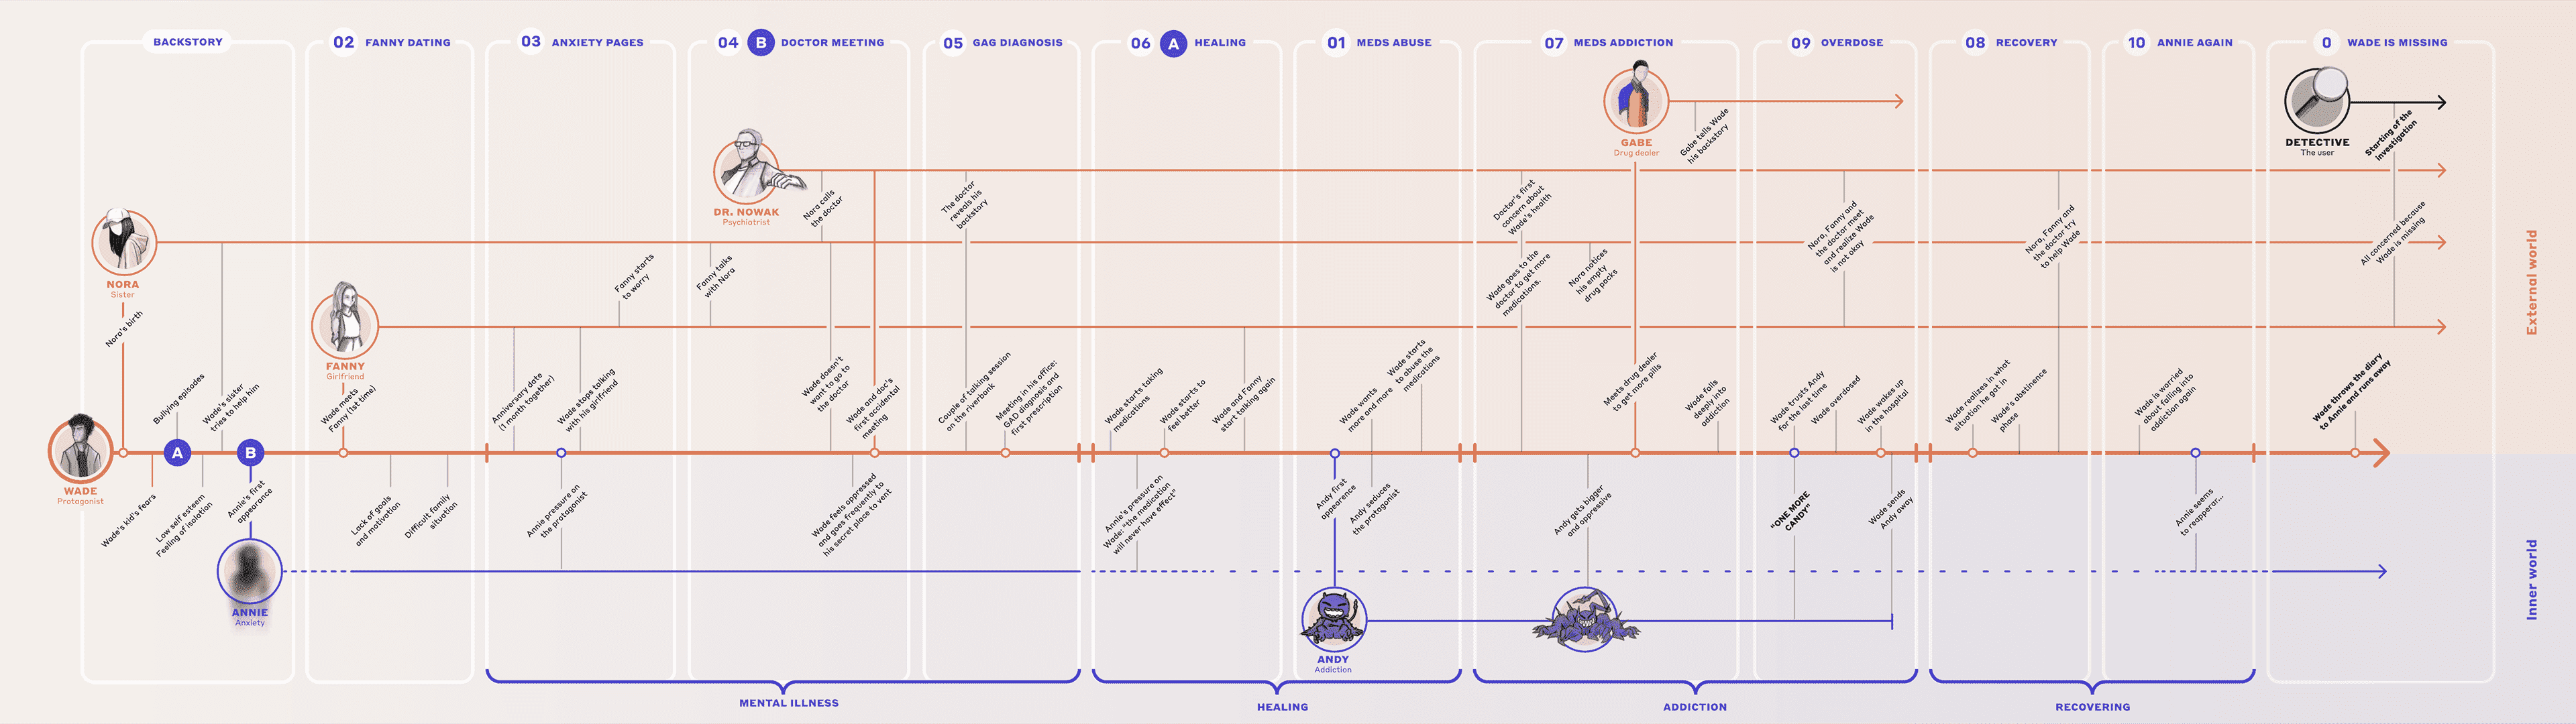 BACKSTORY
02 FANNY DATING
03 ANXIETY PAGES
04 B DOCTOR MEETING
05 GAG DIAGNOSIS
06 A HEALING
01 MEDS ABUSE
07 MEDS ADDICTION
09 OVERDOSE
08 RECOVERY
10 ANNIE AGAIN
0 WADE IS MISSING
GABE
Drug dealer
Gabe tells Wade
his backstory
DETECTIVE
The user
Starting of the
investigation
DR. NOWAK
Psychiatrist
Nora calls
the doctor
The doctor
reveals his
backstory
Doctor's first
concern about
Wade's health
Nora, Fanny and
the doctor meet
and realize Wade
is not okay
Nora, Fanny and
the doctor try
to help Wade
All concerned because
Wade is missing
NORA
Sister
Nora's birth
Fanny starts
to worry
Fanny talks
with Nora
Wade goes to the
doctor to get more
medications.
Nora notices
his empty
drug packs
FANNY
Girlfriend
WADE
Protagonist
Bullying episodes
Wade's sister
tries to help him
Wade meets
Fanny (1st time)
Anniversary date
(1 month together)
Wade stops talking
with his girlfriend
Wade doesn't
want to go to
the doctor
Wade and doc's
first accidental
meeting
Couple of talking session
on the riverbank
Meeting in his office:
GAD diagnosis and
first prescription
Wade starts taking
medications
Wade starts to
feel better
Wade and Fanny
start talking again
Wade wants
more and more
Wade starts
to abuse the
medications
Meets drug dealer
to get more pills
Wade falls
deeply into
addiction
Wade trusts Andy
for the last time
Wade overdosed
Wade wakes up
in the hospital
Wade realizes in what
situation he got in
Wade's abstinence
phase
Wade is worried
about falling into
addiction again
Wade throws the diary
to Annie and runs away
A
B
Wade's kid's fears
Low self esteem
Feeling of isolation
Annie's first
appearance
Lack of goals
and motivation
Difficult family
situation
Annie pressure on
the protagonist
Wade feels oppressed
and goes frequently to
his secret place to vent
Annie's pressure on
Wade: "the medication
will never have effect"
Andy first
appearence
Andy seduces
the protagonist
Andy gets bigger
and oppressive
"ONE MORE
CANDY"
Wade sends
Andy away
Annie seems
to reappear...
ANNIE
Anxiety
ANDY
Addiction
External world
Inner world
MENTAL ILLNESS
HEALING
ADDICTION
RECOVERING